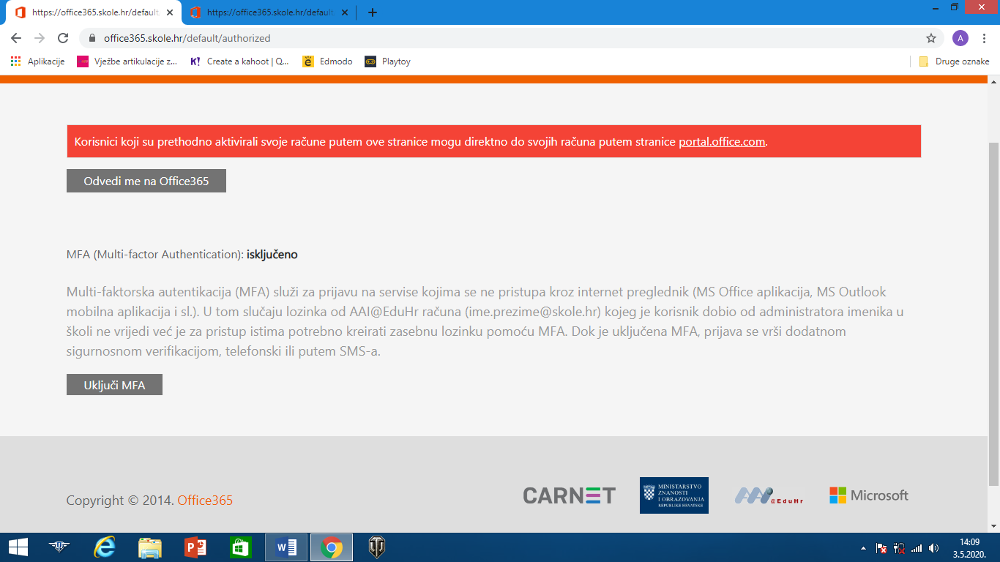 https://office365.skole.hr/default
https://office365.skole.hr/default
office365.skole.hr/default/authorized
A
Aplikacije
Vježbe artikulacije z...
K!
Create a kahoot | Q...
Edmodo
Playtoy
Druge oznake
Korisnici koji su prethodno aktivirali svoje račune putem ove stranice mogu direktno do svojih računa putem stranice portal.office.com.
Odvedi me na Office365
MFA (Multi-factor Authentication): isključeno
Multi-faktorska autentikacija (MFA) služi za prijavu na servise kojima se ne pristupa kroz internet preglednik (MS Office aplikacija, MS Outlook
mobilna aplikacija i sl.). U tom slučaju lozinka od AAI@EduHr računa (ime.prezime@skole.hr) kojeg je korisnik dobio od administratora imenika u
školi ne vrijedi već je za pristup istima potrebno kreirati zasebnu lozinku pomoću MFA. Dok je uključena MFA, prijava se vrši dodatnom
sigurnosnom verifikacijom, telefonski ili putem SMS-a.
Uključi MFA
Copyright © 2014. Office365
CARNET
MINISTARSTVO
ZNANOSTI
I OBRAZOVANJA
REPUBLIKE HRVATSKE
AAI@EduHr
Microsoft
14:09
3.5.2020.